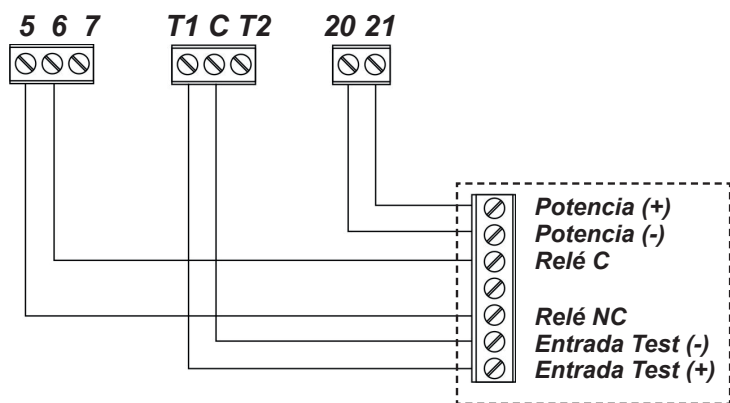 5 6 7 T1 C T2 20 21
Potencia (+)
Potencia (-)
Relé C
Relé NC
Entrada Test (-)
Entrada Test (+)